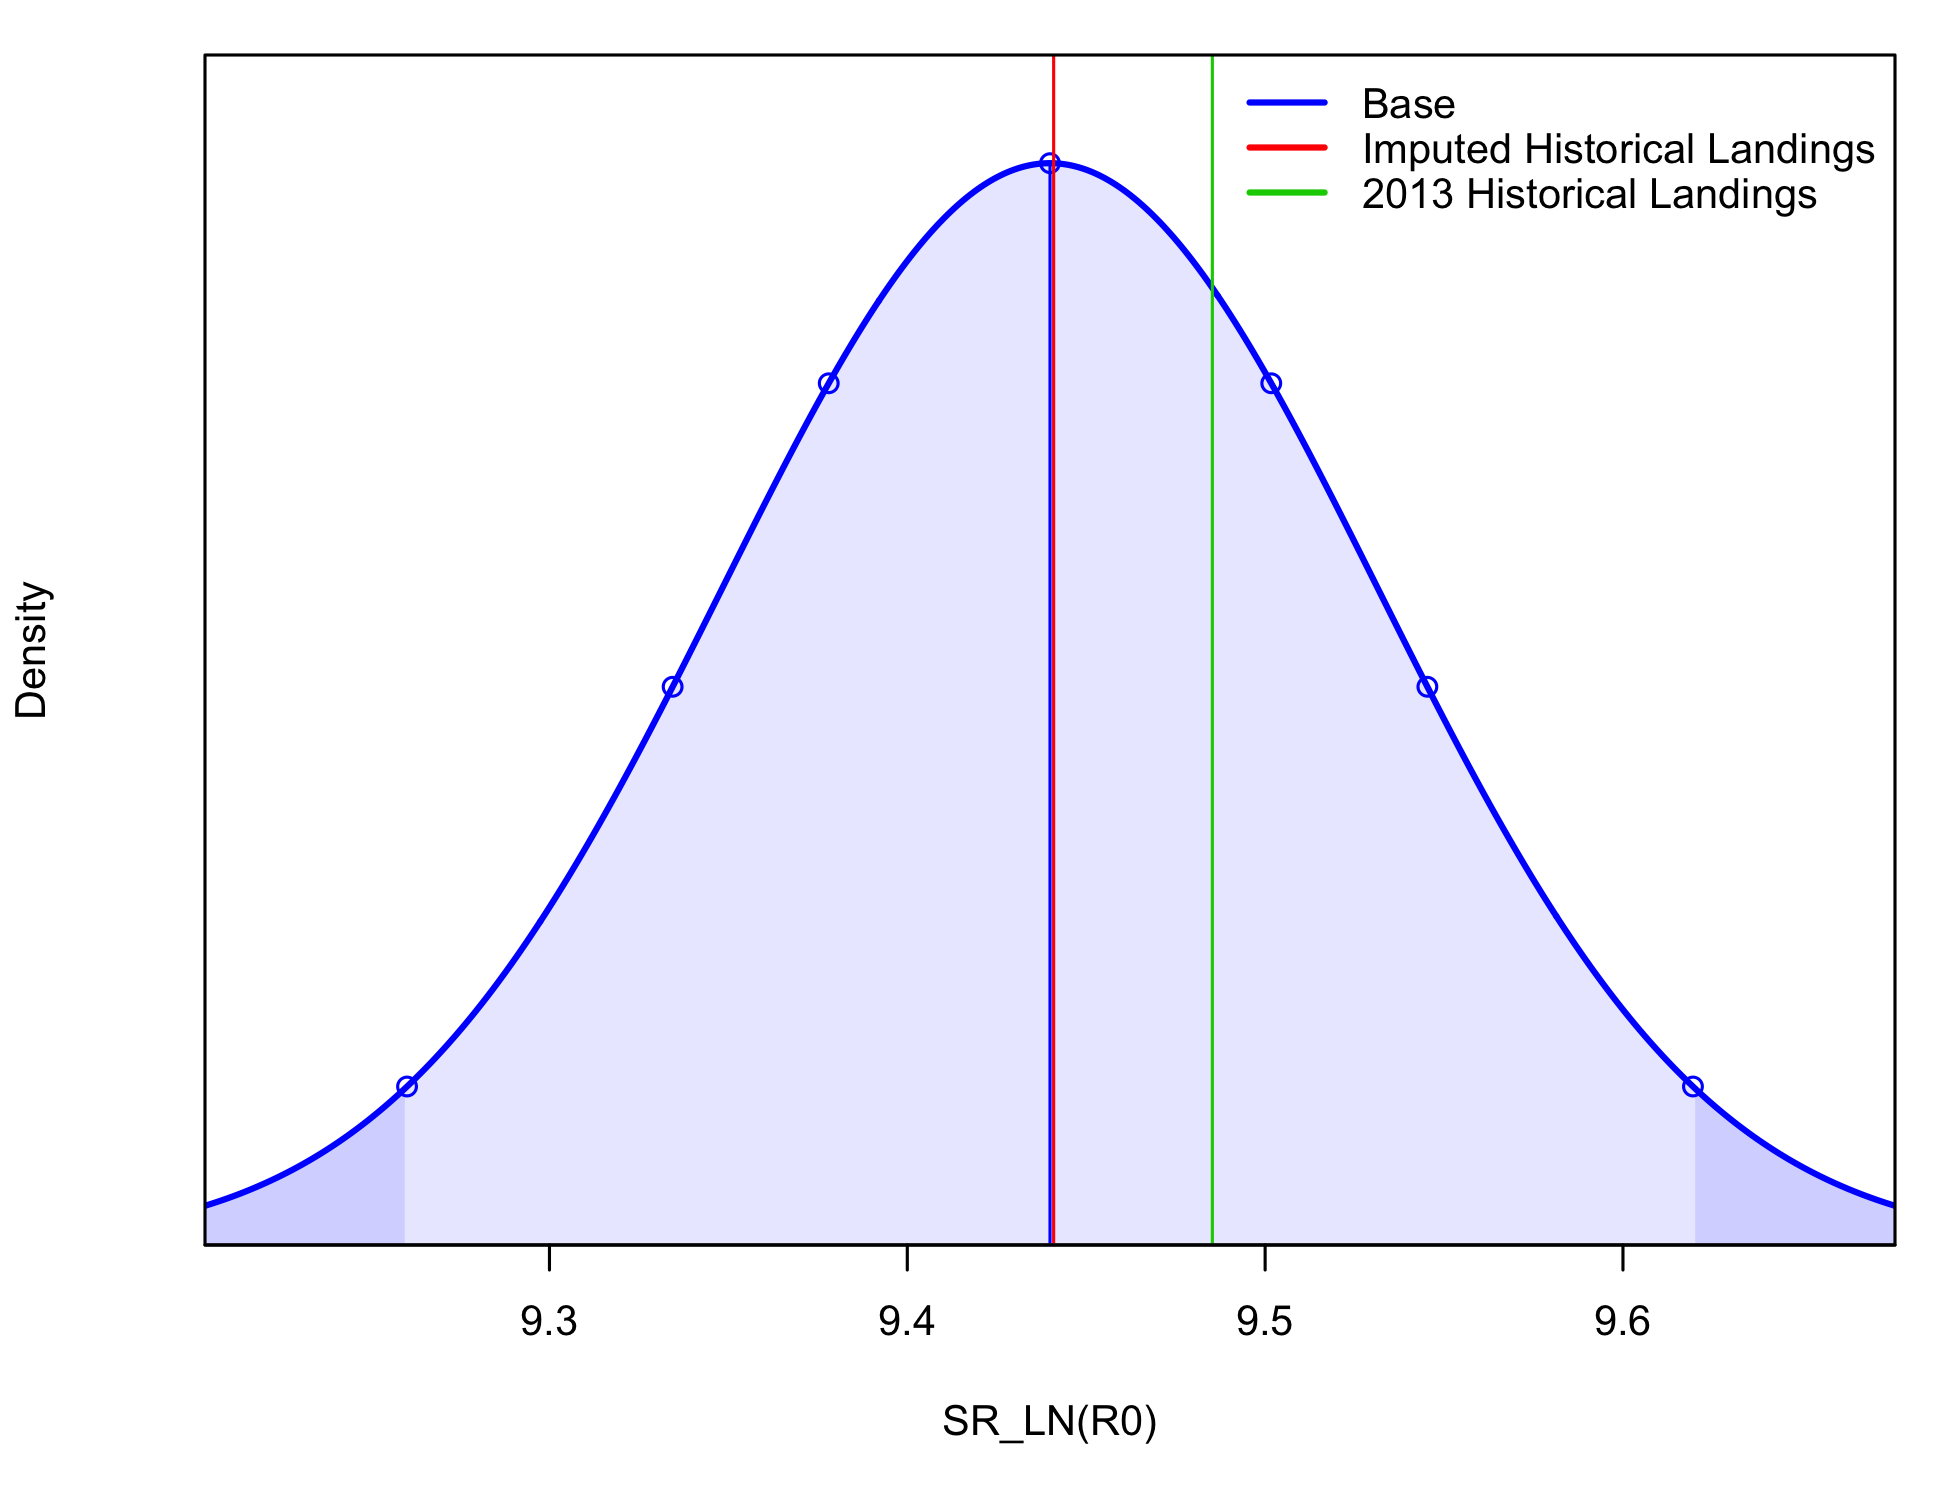 Base
Imputed Historical Landings
2013 Historical Landings
Density
9.3
9.4
9.5
9.6
SR_LN(R0)